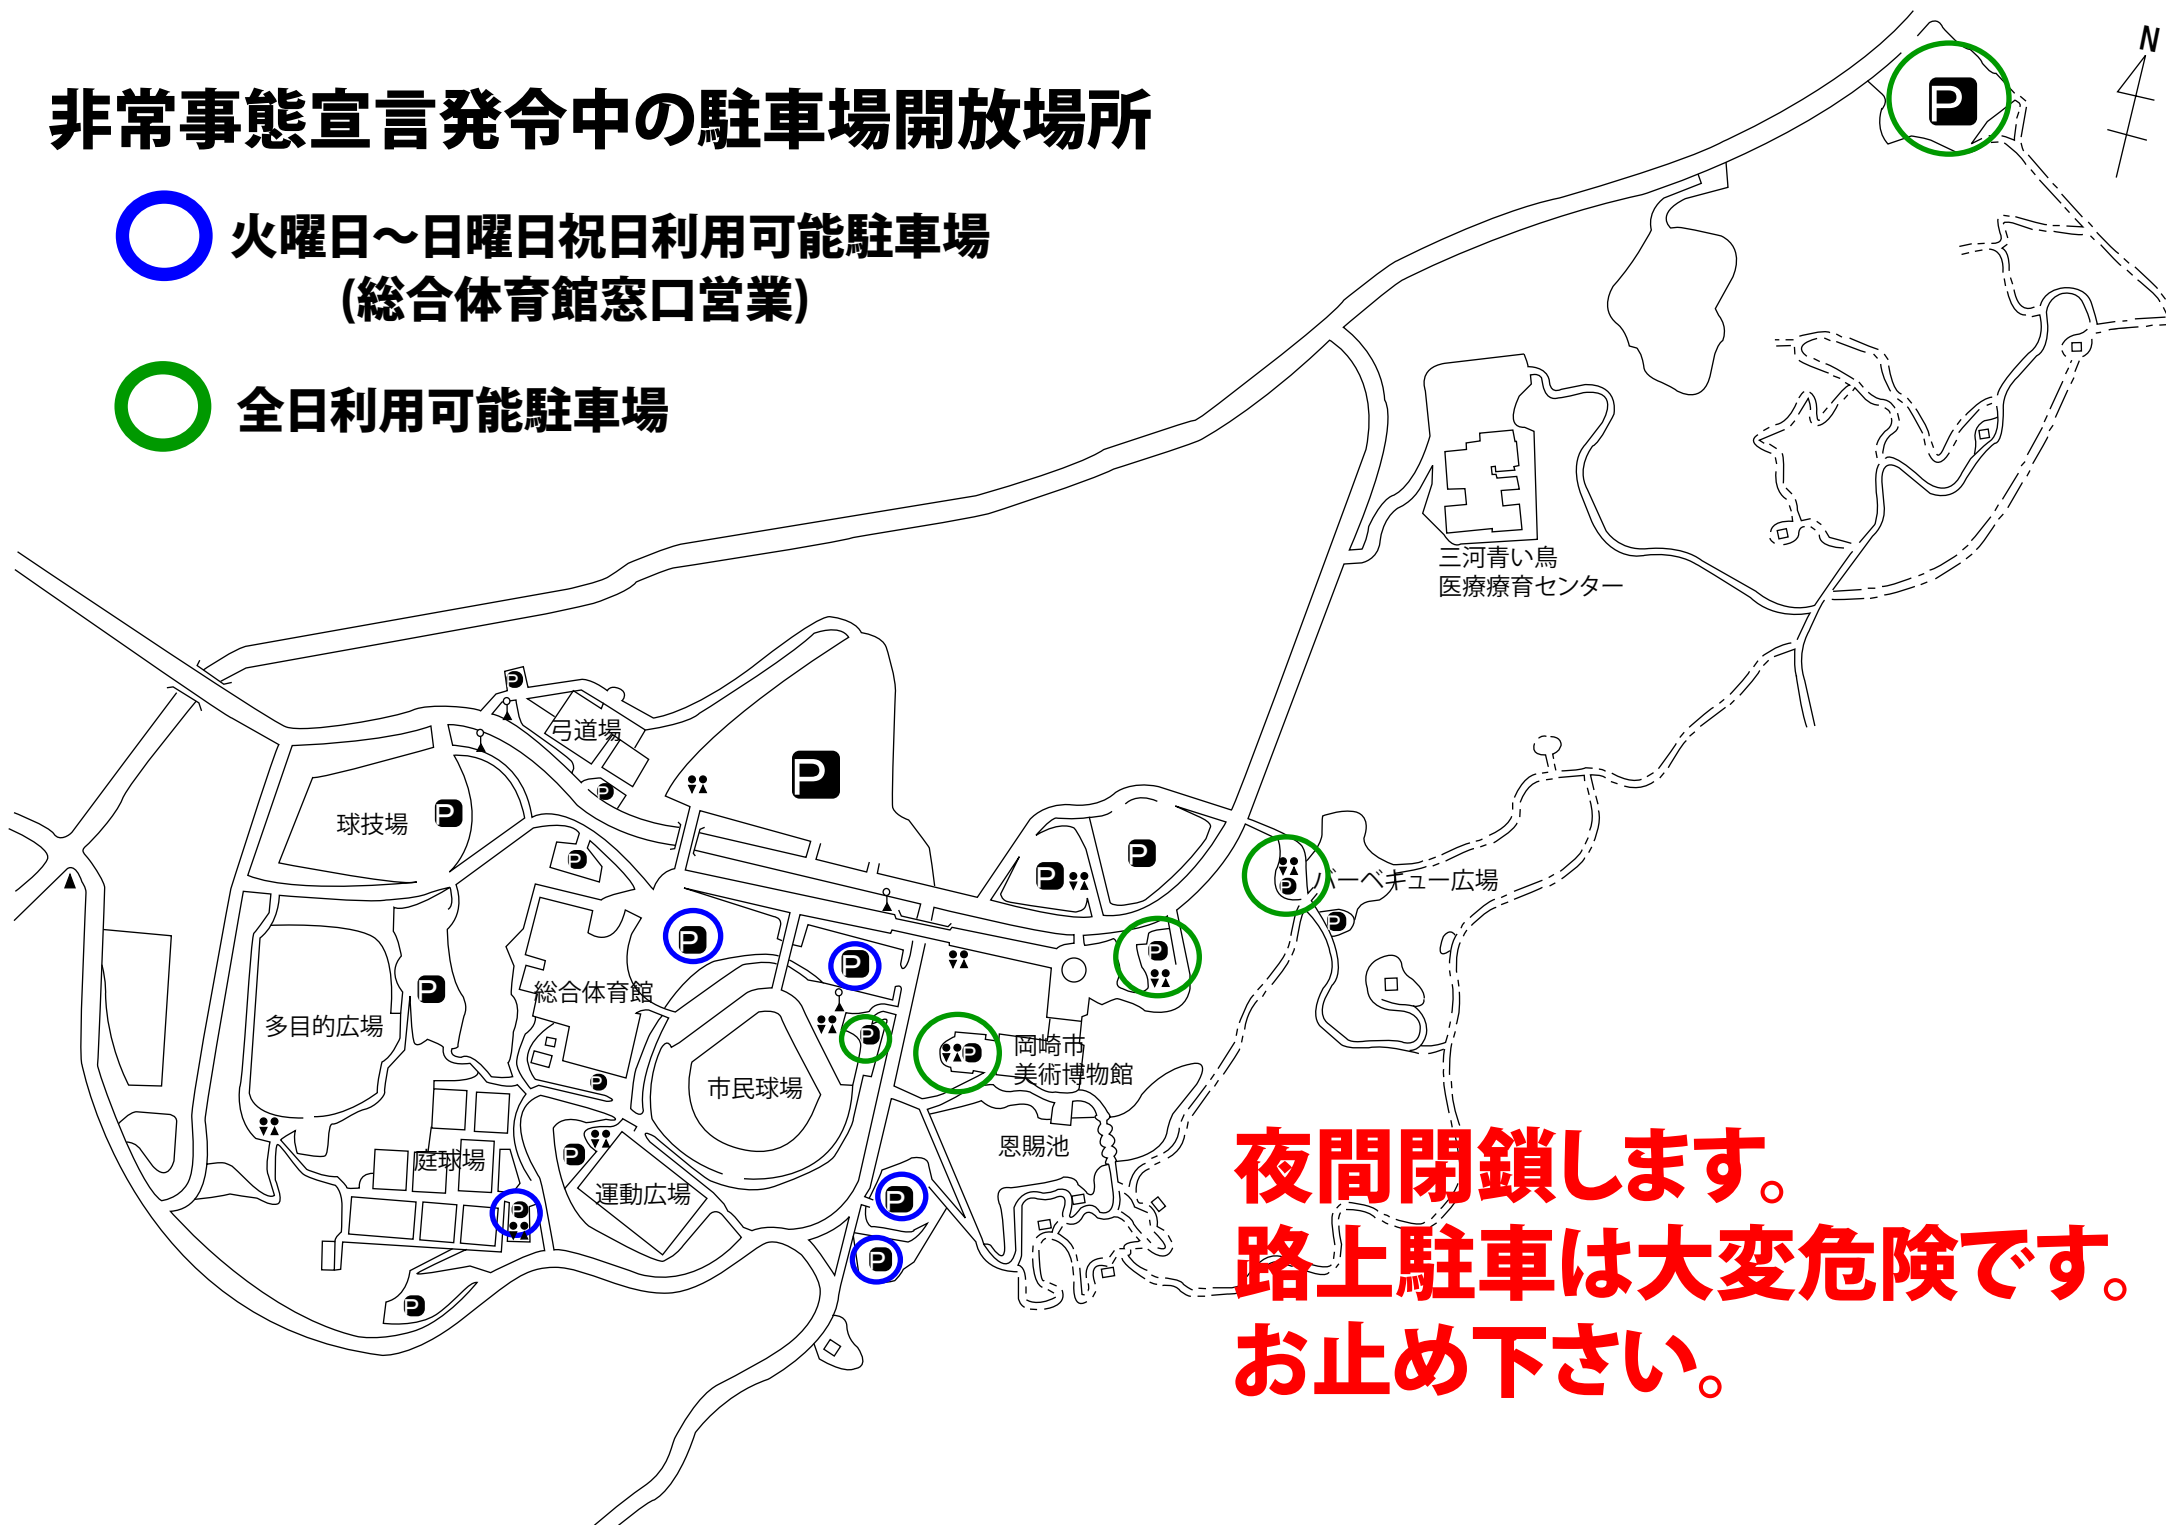 非常事態宣言発令中の駐車場開放場所
火曜日～日曜日祝日利用可能駐車場
(総合体育館窓口営業)
全日利用可能駐車場
N
P
三河青い鳥
医療療育センター
P
弓道場
P
P
球技場
P
P
P
P
P
バーベキュー広場
P
P
P
P
総合体育館
P
多目的広場
P
P
P
岡崎市
美術博物館
市民球場
P
恩賜池
庭球場
P
運動広場
P
P
P
P
夜間閉鎖します。
路上駐車は大変危険です。
お止め下さい。